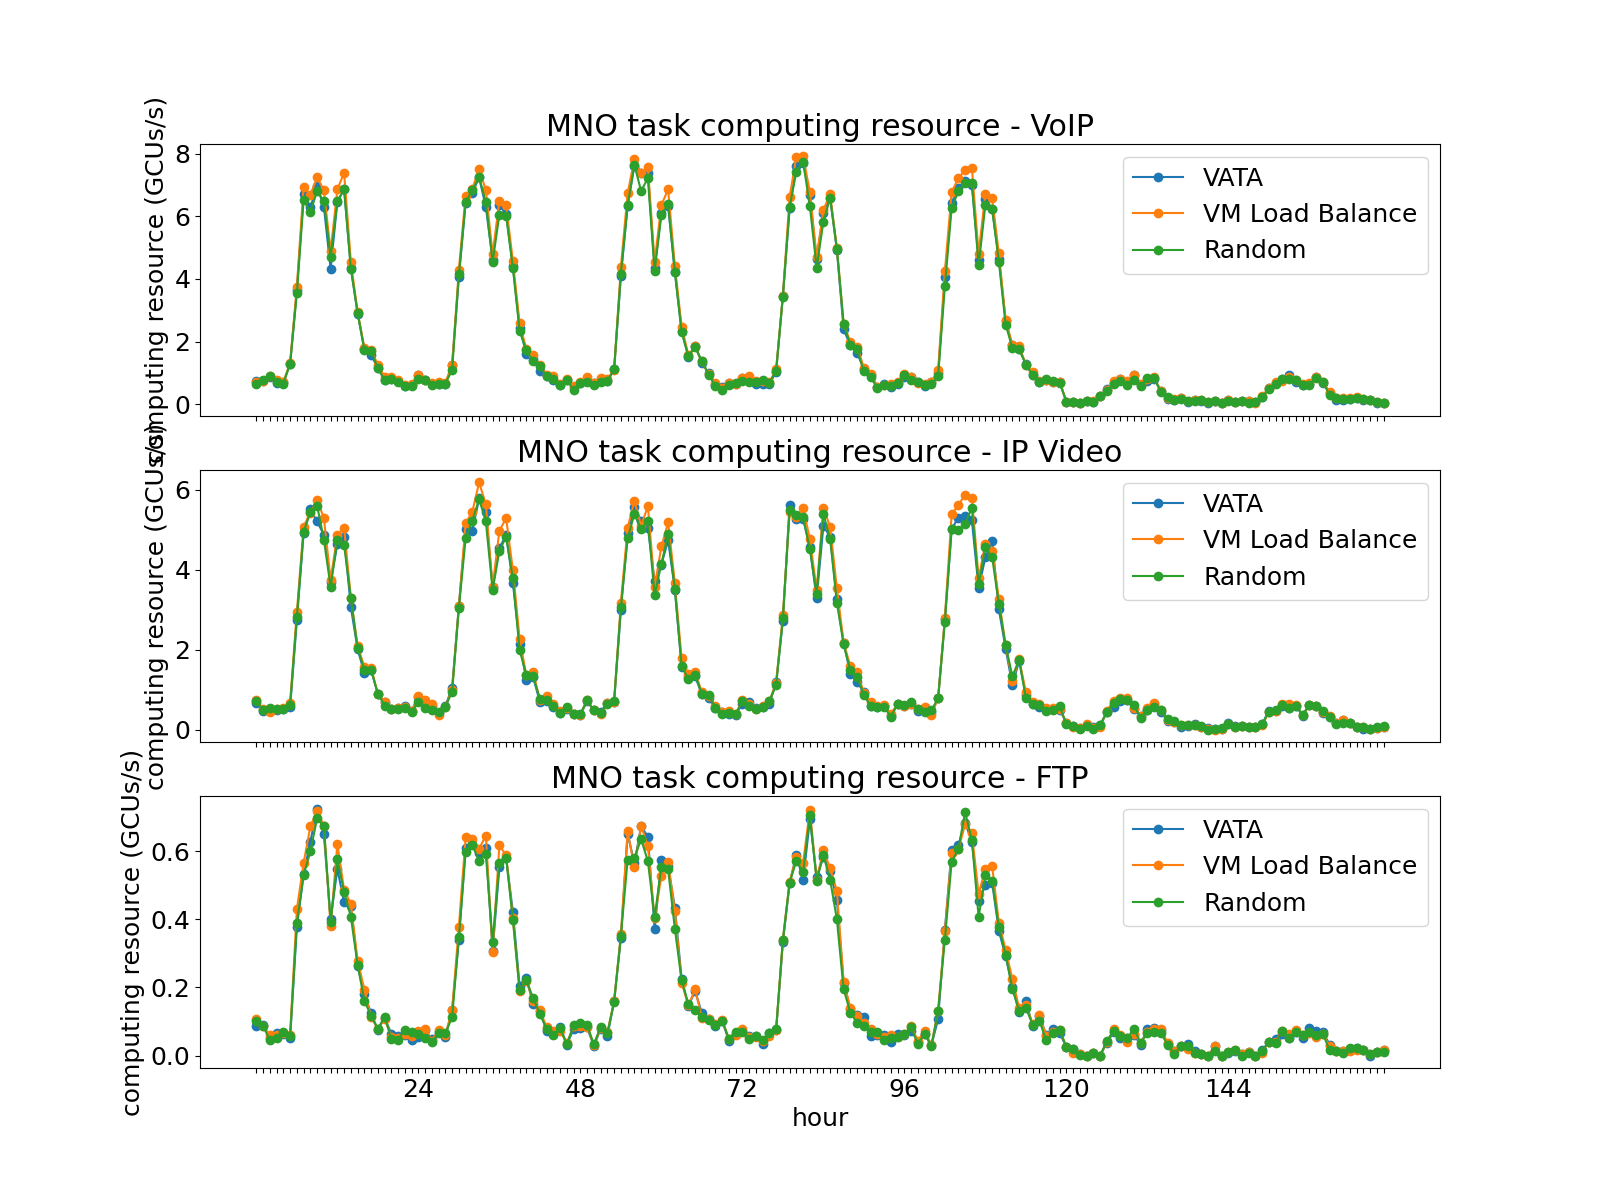 MNO task computing resource - VoIP
computing resource (GCUs/s)
8
6
4
2
0
VATA
VM Load Balance
Random
MNO task computing resource - IP Video
computing resource (GCUs/s)
6
4
2
0
VATA
VM Load Balance
Random
MNO task computing resource - FTP
computing resource (GCUs/s)
0.6
0.4
0.2
0.0
VATA
VM Load Balance
Random
24 48 72 96 120 144
hour